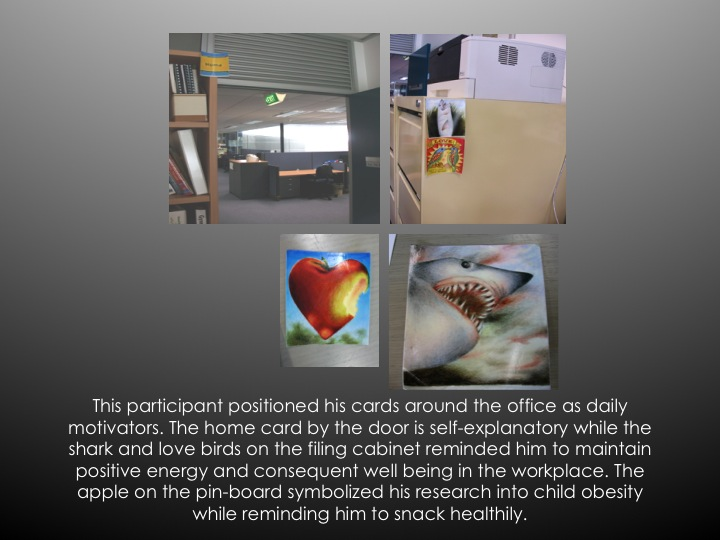 This participant positioned his cards around the office as daily
motivators. The home card by the door is self-explanatory while the
shark and love birds on the filing cabinet reminded him to maintain
positive energy and consequent well being in the workplace. The
apple on the pin-board symbolized his research into child obesity
while reminding him to snack healthily.